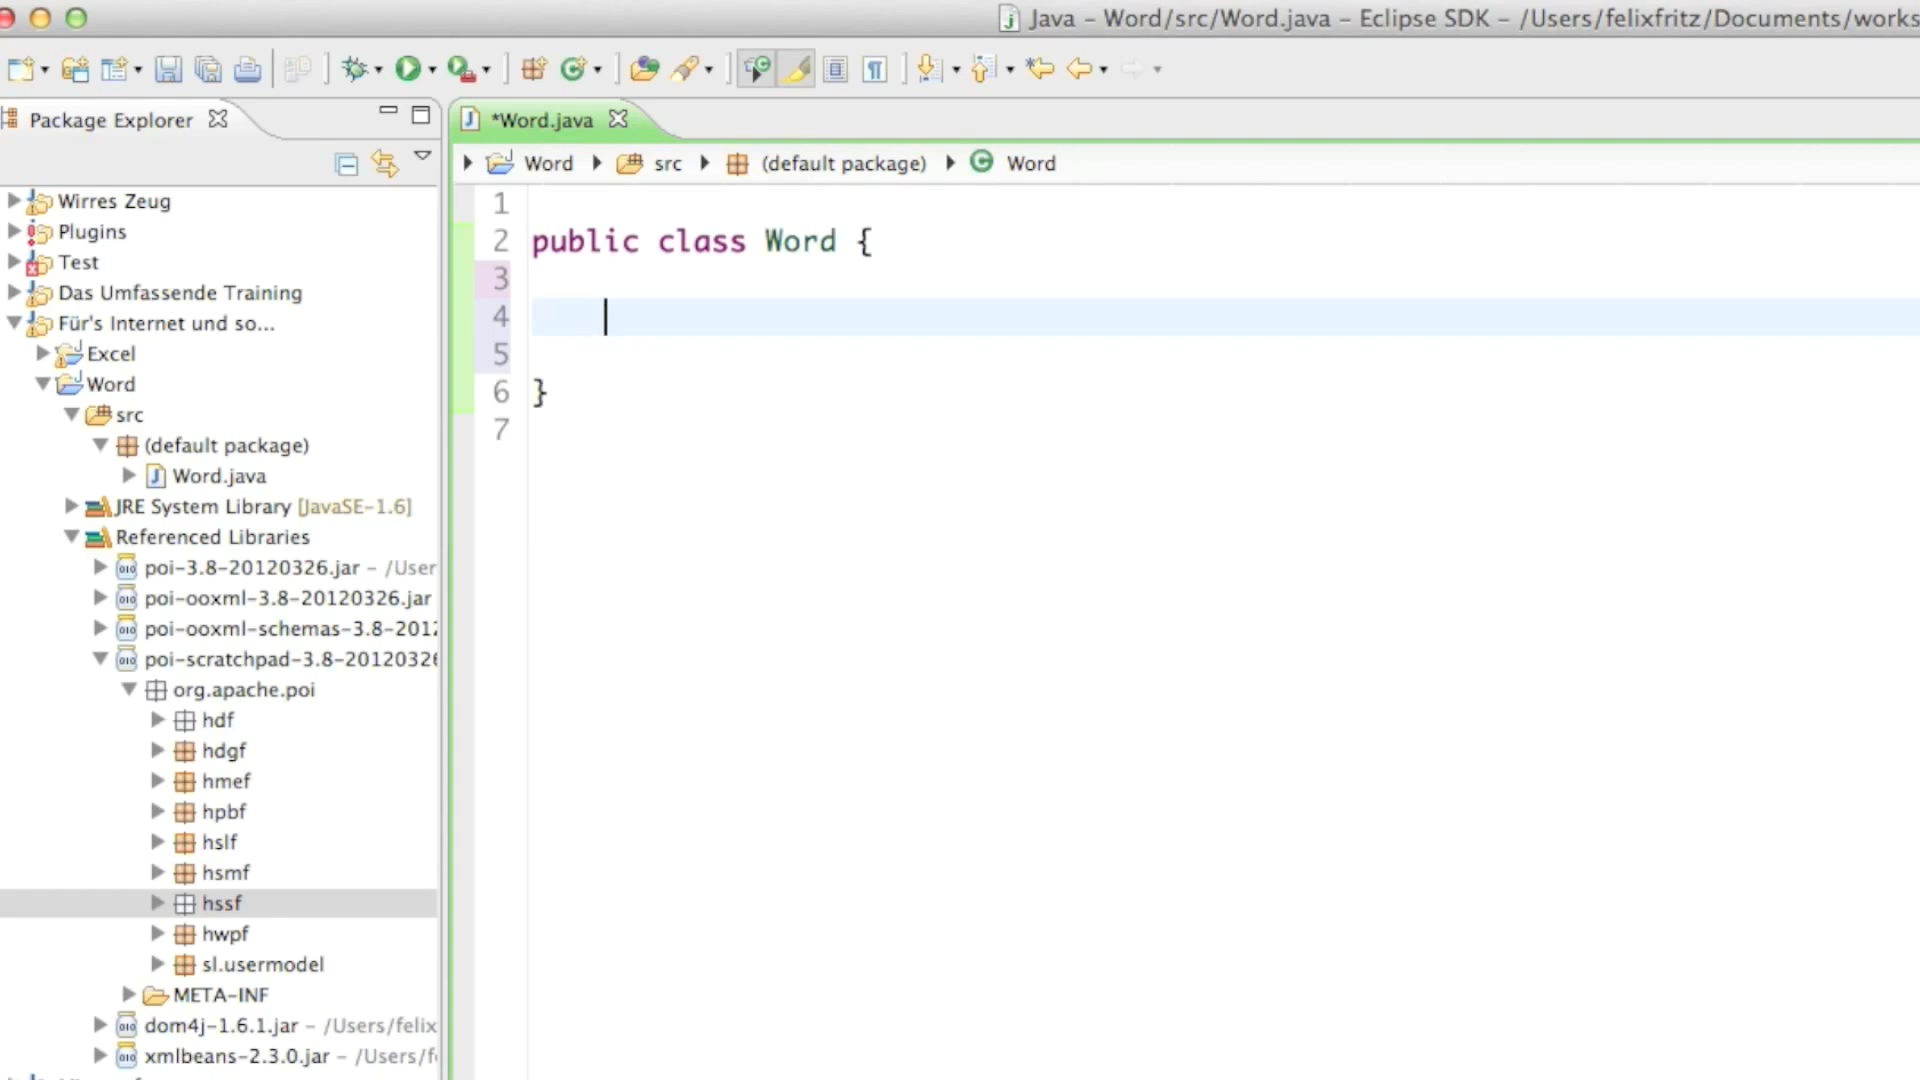 Java – Word/src/Word.java – Eclipse SDK – /Users/felixfritz/Documents/works
Package Explorer
*Word.java
Word src (default package) Word
Wirres Zeug
Plugins
Test
Das Umfassende Training
Für's Internet und so...
Excel
Word
src
(default package)
Word.java
JRE System Library [JavaSE-1.6]
Referenced Libraries
poi-3.8-20120326.jar – /User
poi-ooxml-3.8-20120326.jar
poi-ooxml-schemas-3.8-2012
poi-scratchpad-3.8-20120326
org.apache.poi
hdf
hdgf
hmef
hpbf
hslf
hsmf
hssf
hwpf
sl.usermodel
META-INF
dom4j-1.6.1.jar – /Users/felix
xmlbeans-2.3.0.jar – /Users/f
1
2 public class Word {
3
4
5
6 }
7